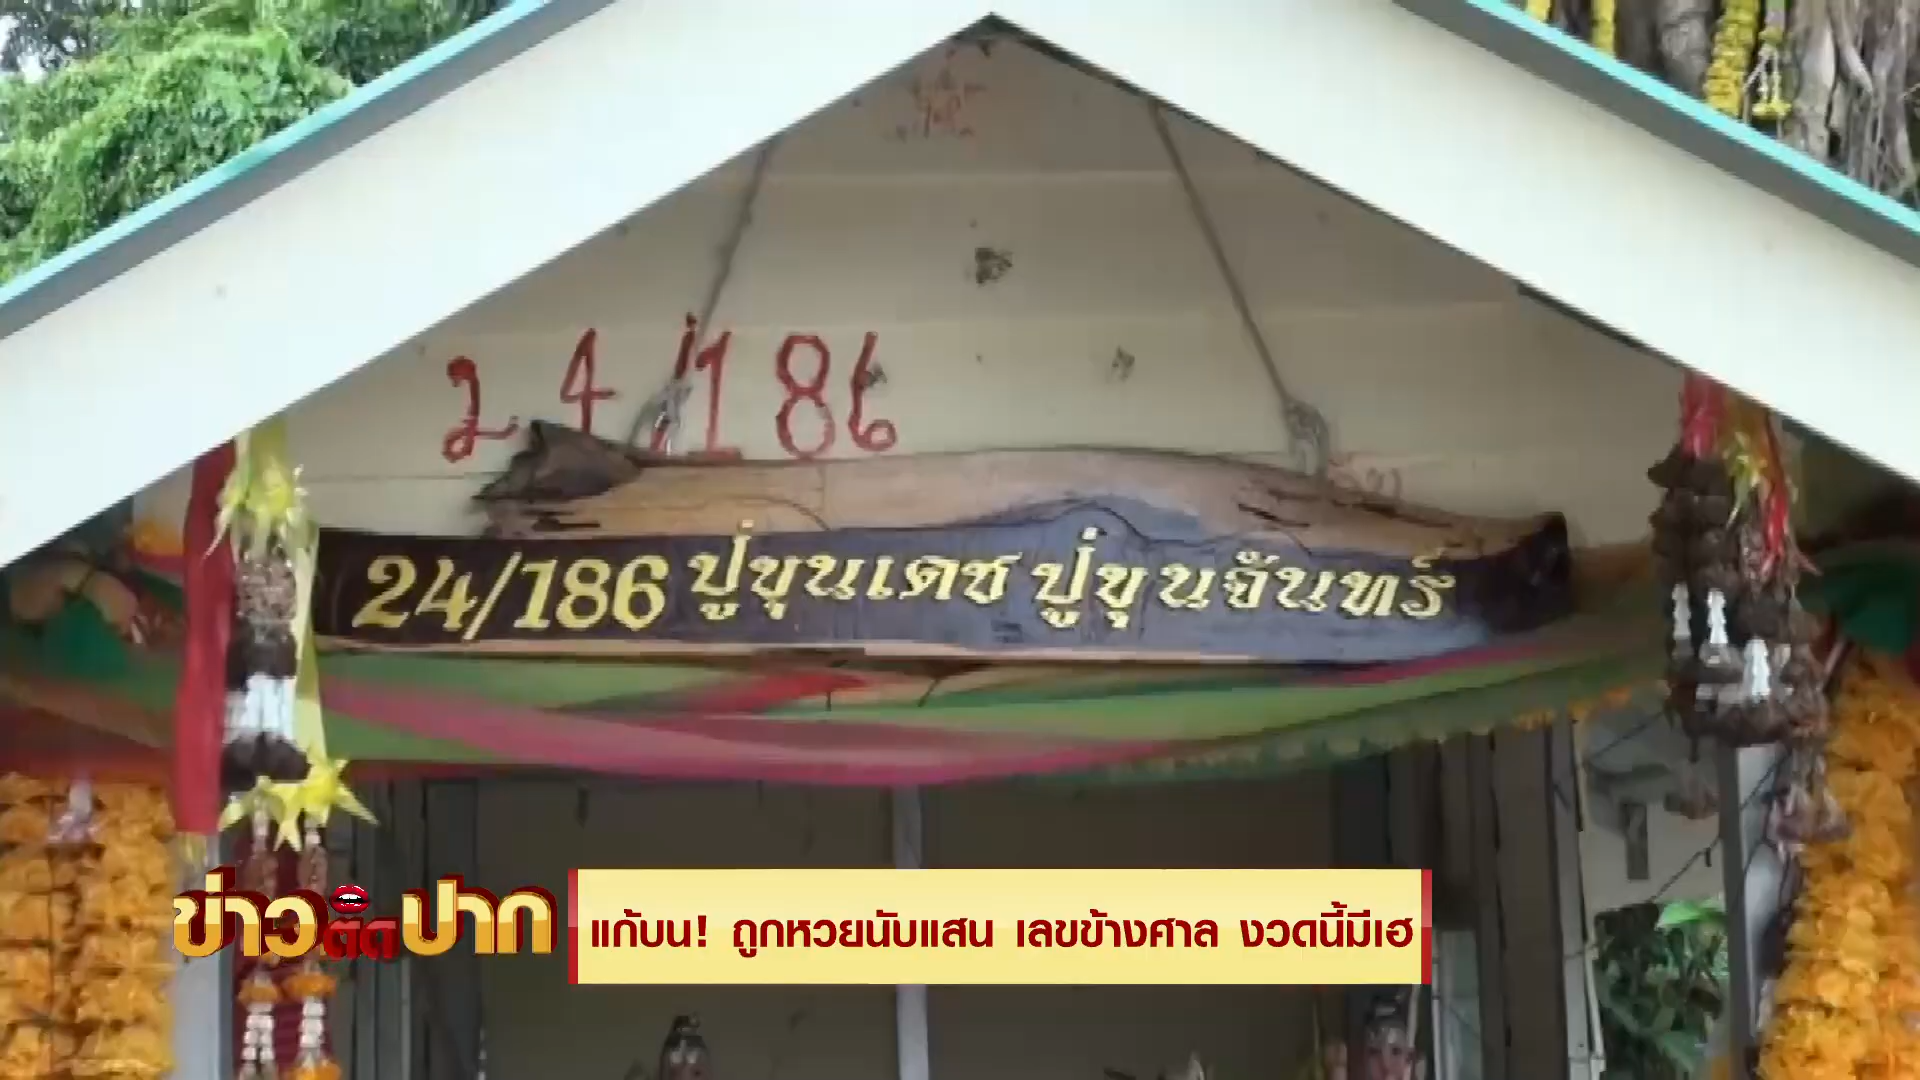 24/186
24/186 ปู่ขุนเดช ปู่ขุนจันทร์
ข่าวติดปาก
แก้บน! ถูกหวยนับแสน เลขข้างศาล งวดนี้มีเฮ